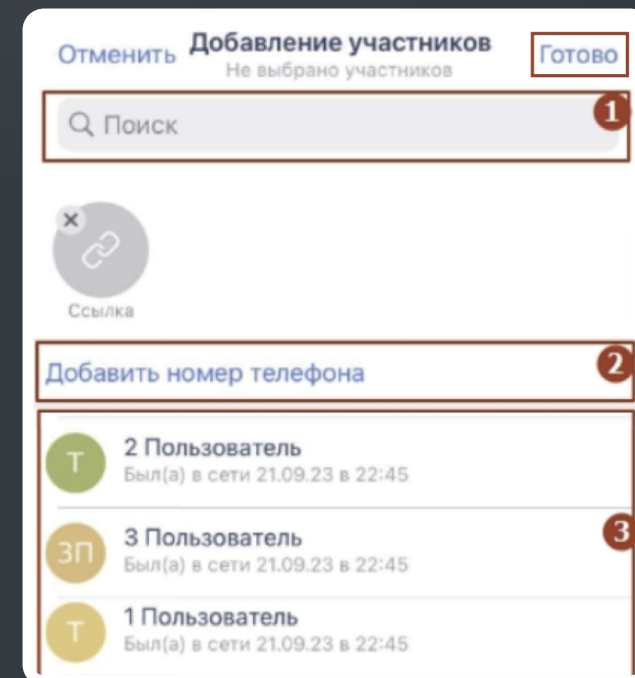 Отменить Добавление участников Готово
Не выбрано участников
Поиск 1
Ссылка
Добавить номер телефона 2
Т 2 Пользователь
Был(а) в сети 21.09.23 в 22:45
ЗП 3 Пользователь 3
Был(а) в сети 21.09.23 в 22:45
Т 1 Пользователь
Был(а) в сети 21.09.23 в 22:45